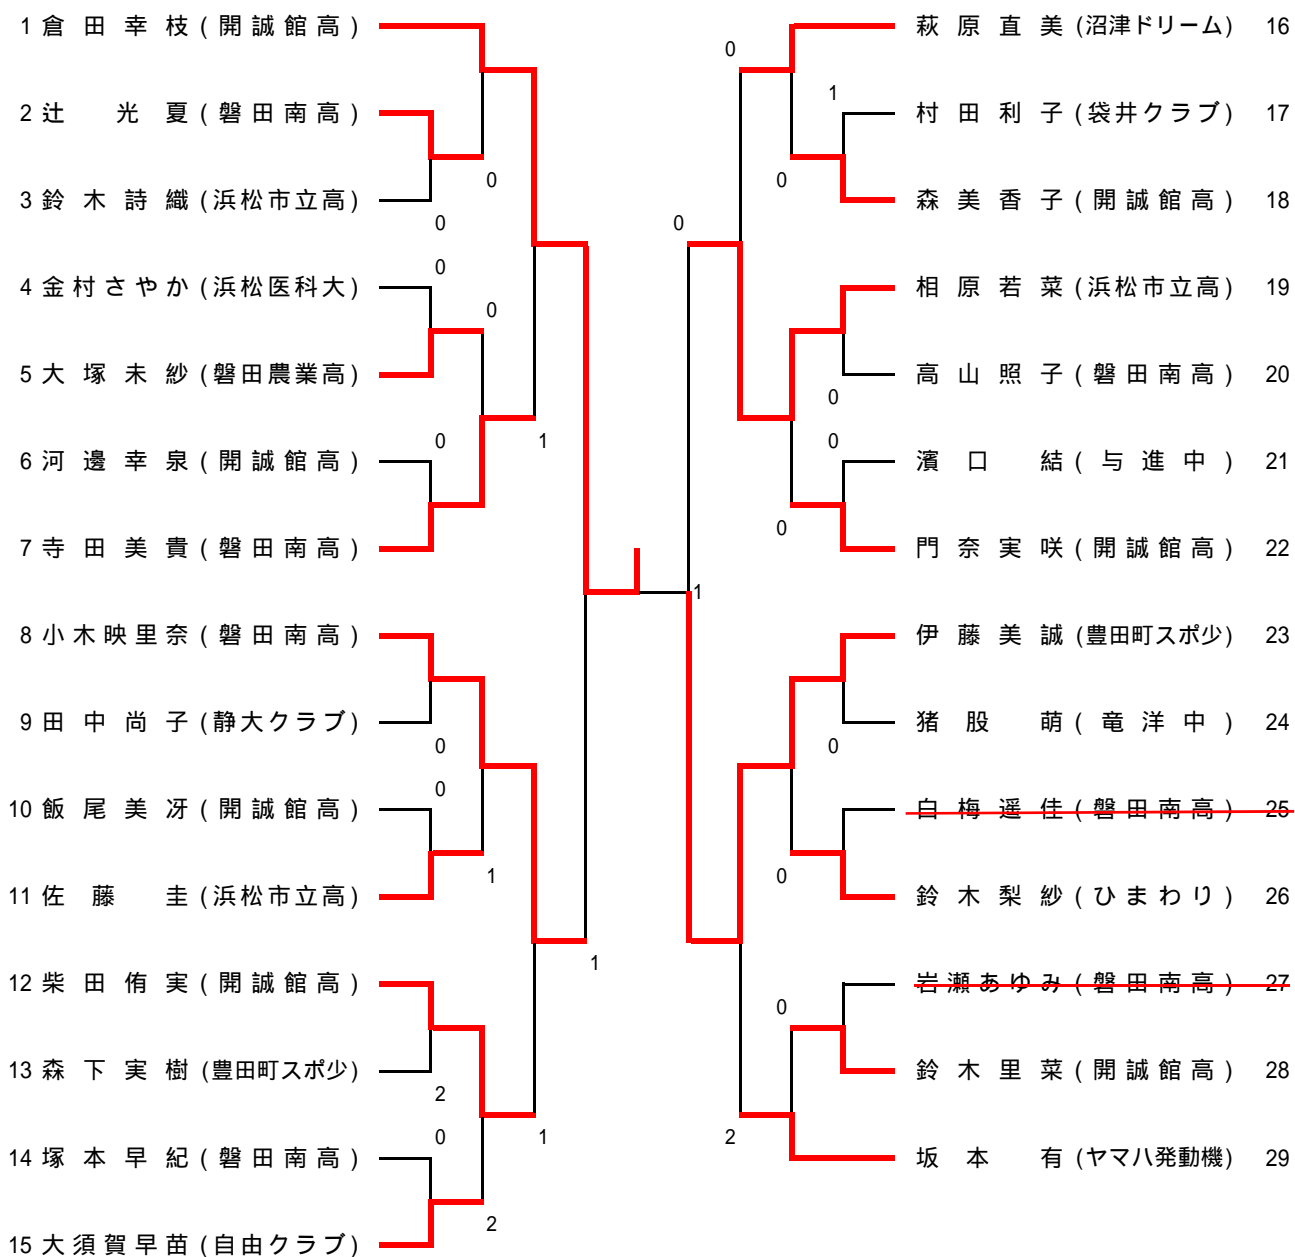 1 倉田幸枝 (開誠館高)
2 辻 光夏 (磐田南高)
0
3 鈴木詩織 (浜松市立高)
0
0
4 金村さやか (浜松医科大)
0
5 大塚未紗 (磐田農業高)
0
1
6 河邊幸泉 (開誠館高)
7 寺田美貴 (磐田南高)
8 小木映里奈 (磐田南高)
9 田中尚子 (静大クラブ)
0
0
10 飯尾美冴 (開誠館高)
1
11 佐藤 圭 (浜松市立高)
1
12 柴田侑実 (開誠館高)
13 森下実樹 (豊田町スポ少)
2
0
1
14 塚本早紀 (磐田南高)
2
15 大須賀早苗 (自由クラブ)
萩原直美 (沼津ドリーム) 16
0
1
村田利子 (袋井クラブ) 17
0
森美香子 (開誠館高) 18
0
相原若菜 (浜松市立高) 19
高山照子 (磐田南高) 20
0
0
濱口 結 (与進中) 21
0
門奈実咲 (開誠館高) 22
1
伊藤美誠 (豊田町スポ少) 23
猪股 萌 (竜洋中) 24
0
白梅遥佳 (磐田南高) 25
0
鈴木梨紗 (ひまわり) 26
岩瀬あゆみ (磐田南高) 27
0
鈴木里菜 (開誠館高) 28
2
坂本 有 (ヤマハ発動機) 29